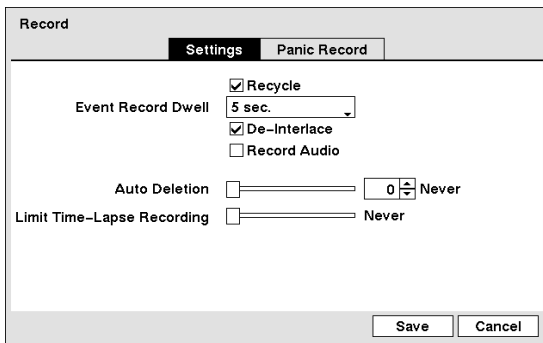 Record
Settings Panic Record
Recycle
Event Record Dwell 5 sec.
De-Interlace
Record Audio
Auto Deletion 0 Never
Limit Time-Lapse Recording Never
Save Cancel